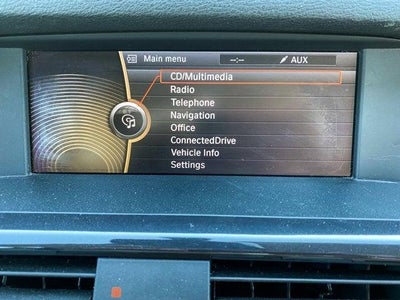 Main menu --:-- AUX
CD/Multimedia
Radio
Telephone
Navigation
Office
ConnectedDrive
Vehicle Info
Settings